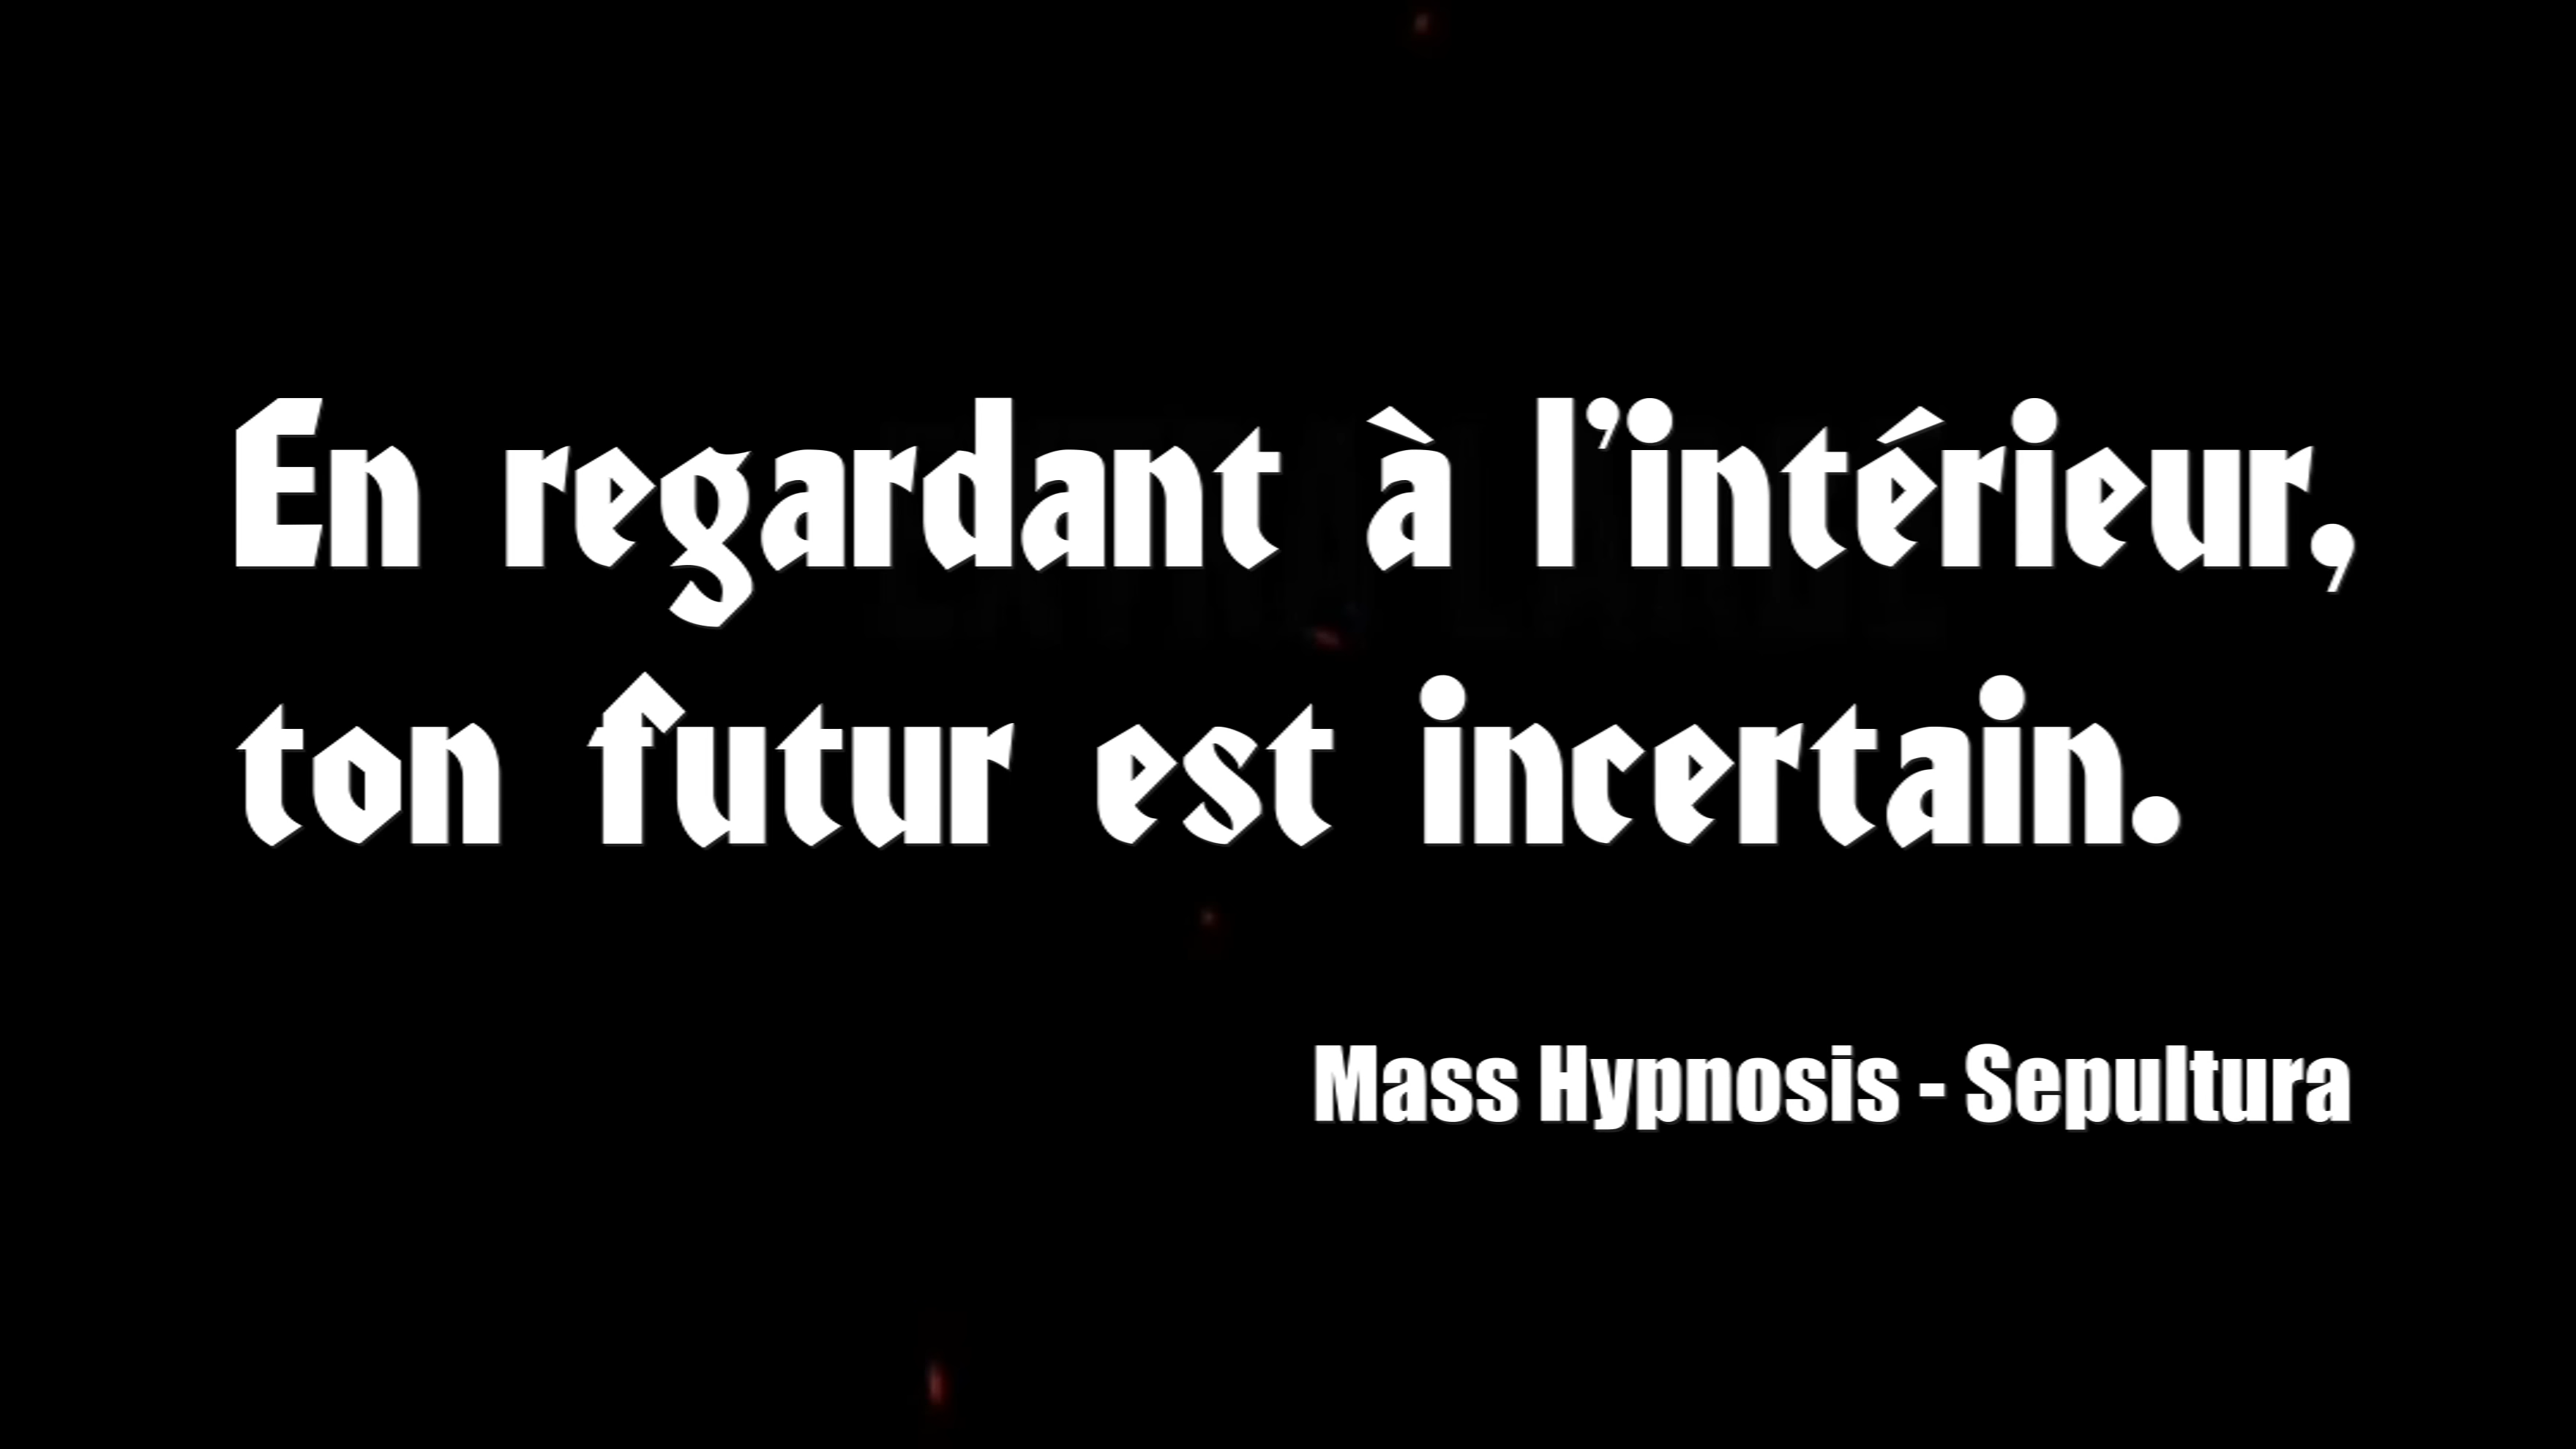 En regardant à l'intérieur,
ton futur est incertain.
Mass Hypnosis - Sepultura